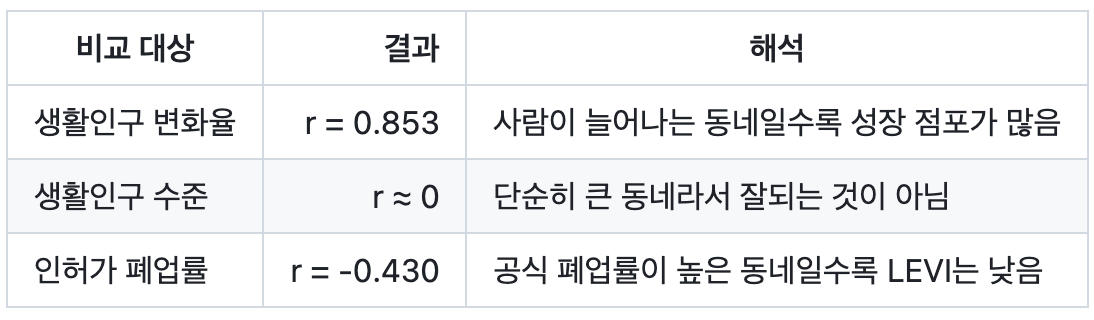 비교 대상 결과 해석
생활인구 변화율 r = 0.853 사람이 늘어나는 동네일수록 성장 점포가 많음
생활인구 수준 r ≈ 0 단순히 큰 동네라서 잘되는 것이 아님
인허가 폐업률 r = -0.430 공식 폐업률이 높은 동네일수록 LEVI는 낮음